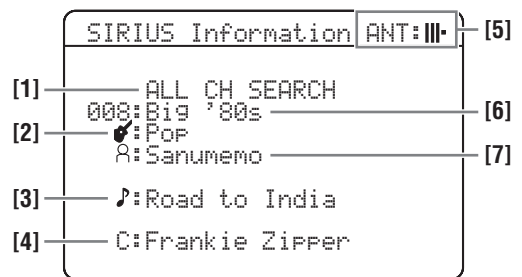 SIRIUS Information ANT: [5]
[1] ALL CH SEARCH
008:Big '80s [6]
[2] :Pop
:Sanumemo [7]
[3] ♪:Road to India
[4] C:Frankie Zipper